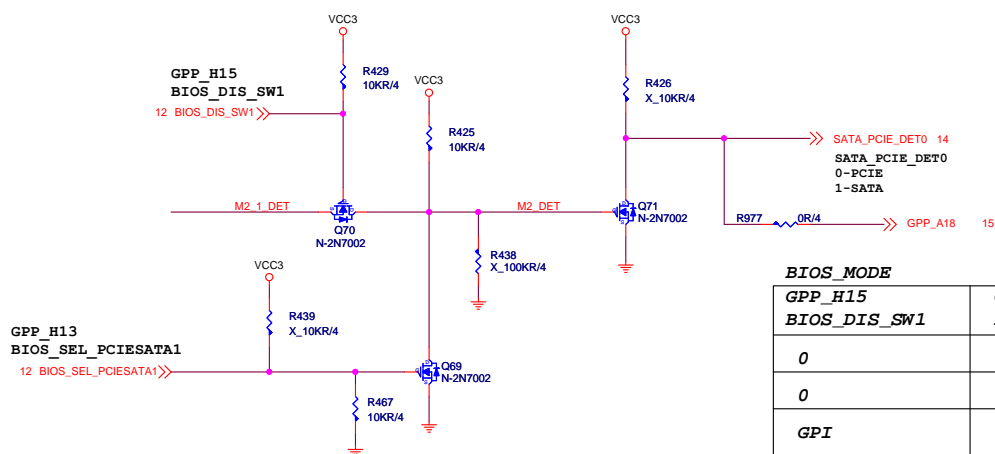 VCC3
VCC3
GPP_H15
BIOS_DIS_SW1
R429
10KR/4
VCC3
R426
X_10KR/4
12 BIOS_DIS_SW1
R425
10KR/4
SATA_PCIE_DET0 14
SATA_PCIE_DET0
0-PCIE
1-SATA
M2_1_DET
M2_DET
Q71
N-2N7002
Q70
N-2N7002
R977
0R/4
GPP_A18 15
R438
X_100KR/4
VCC3
BIOS_MODE
GPP_H15
BIOS_DIS_SW1
R439
X_10KR/4
GPP_H13
BIOS_SEL_PCIESATA1
12 BIOS_SEL_PCIESATA1
0
Q69
N-2N7002
0
R467
10KR/4
GPI